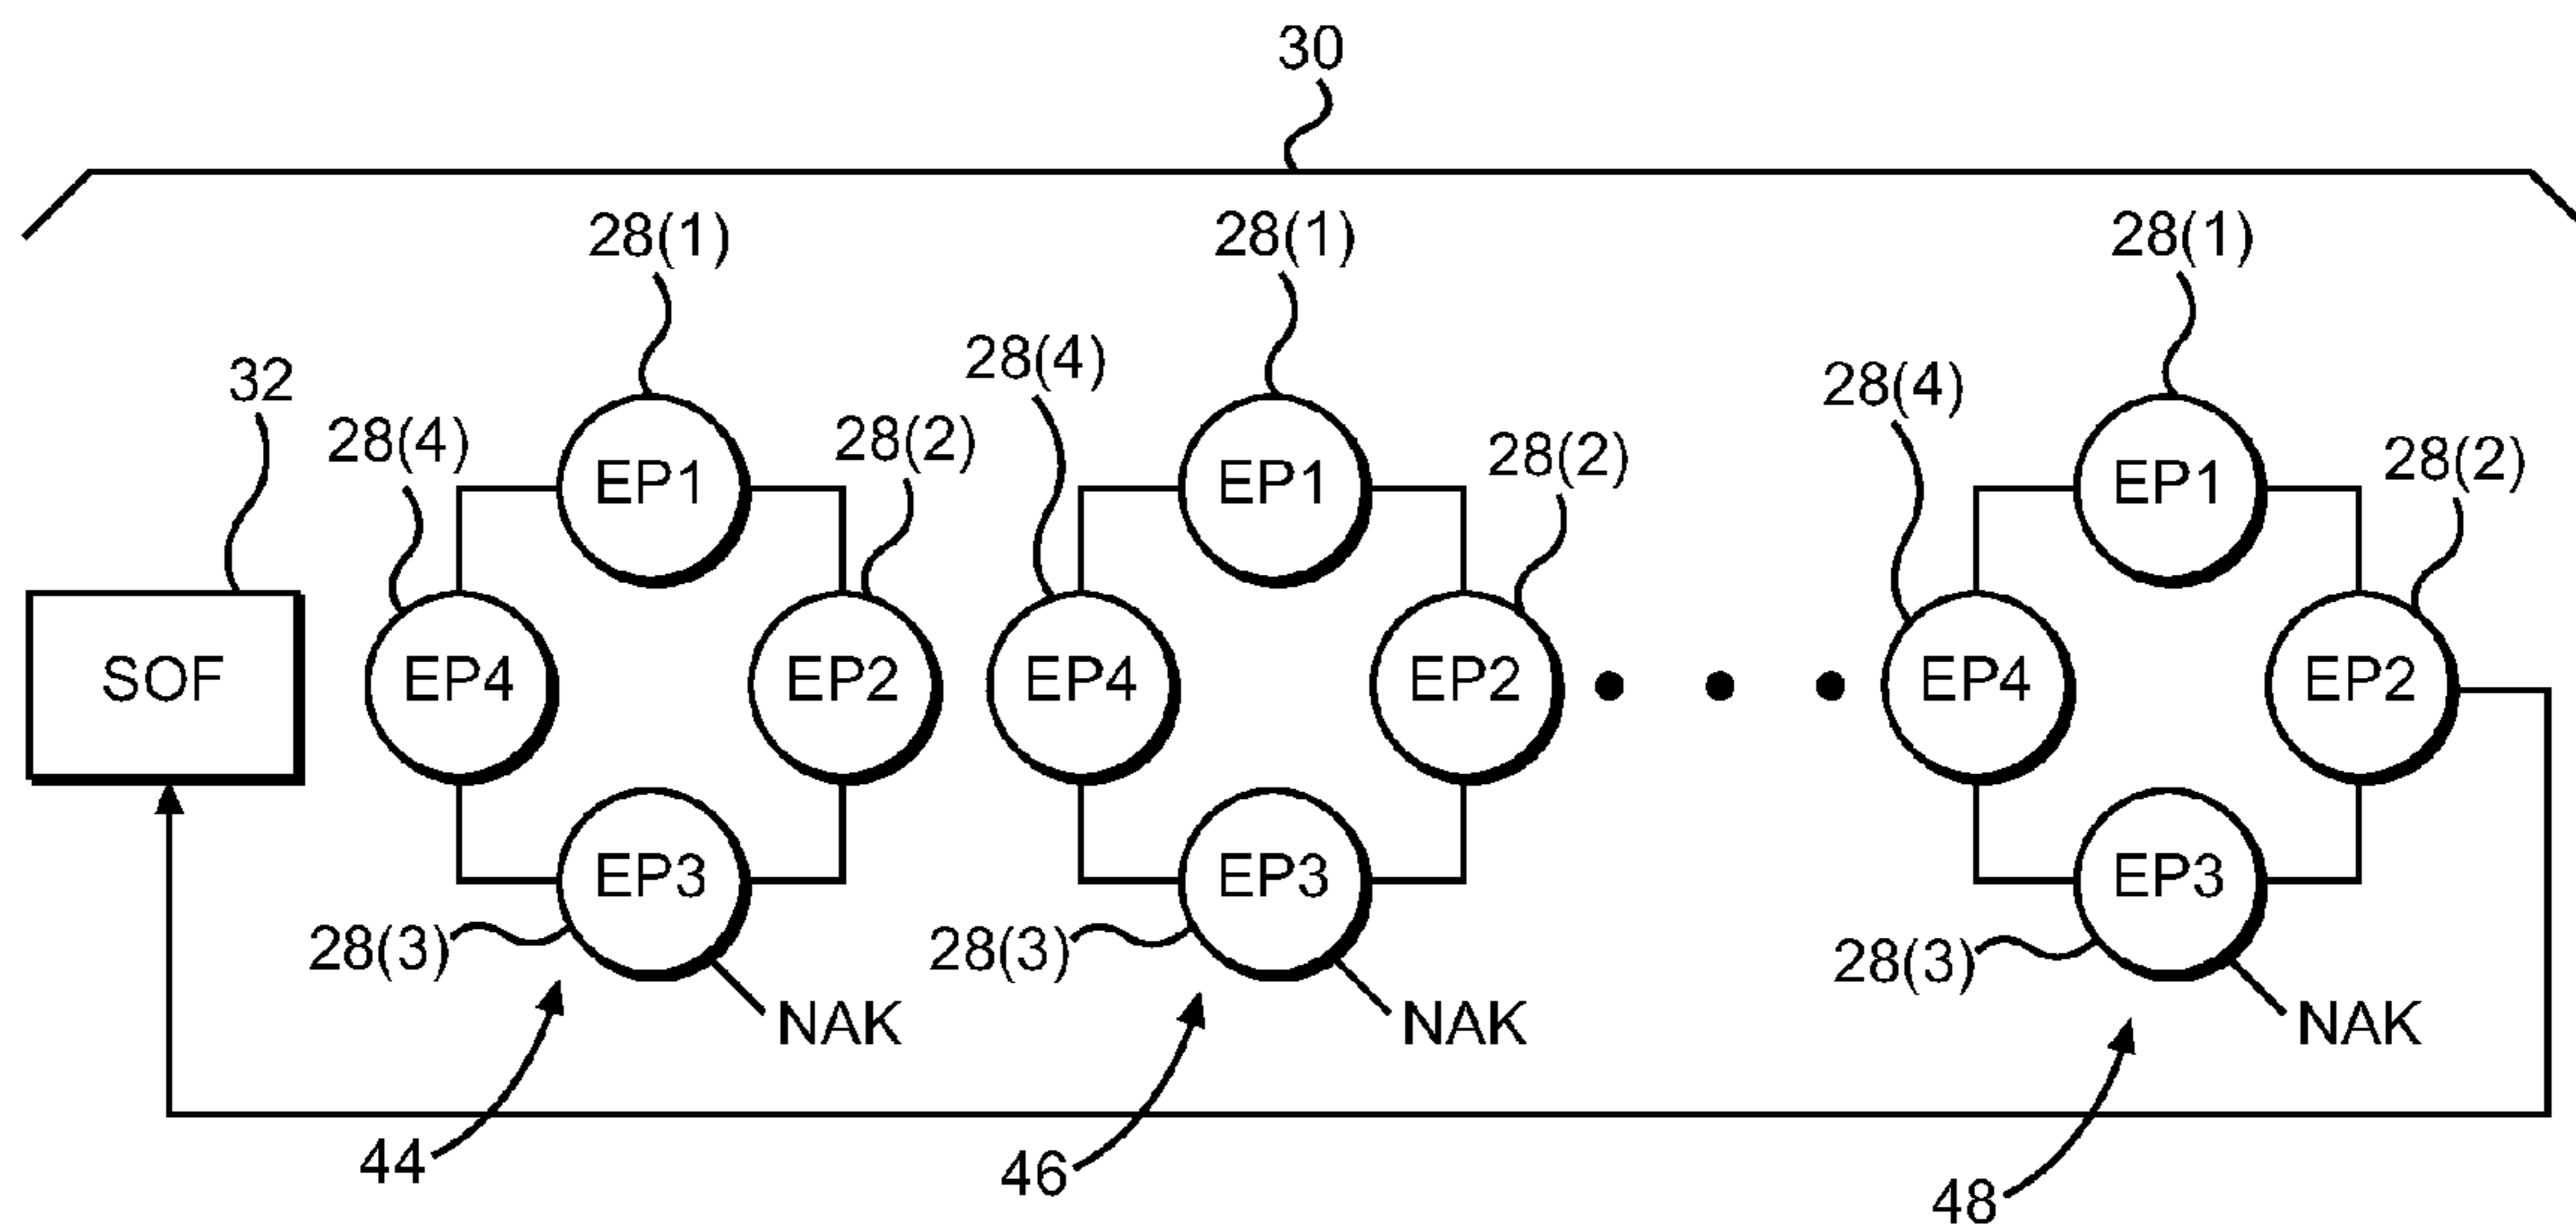 30
28(1) 28(1) 28(1)
32 28(4) 28(2) 28(4) 28(2) 28(4) 28(2)
EP1 EP1 EP1
SOF EP4 EP2 EP4 EP2 EP4 EP2
EP3 EP3 EP3
28(3) 28(3) 28(3)
NAK NAK NAK
44 46 48